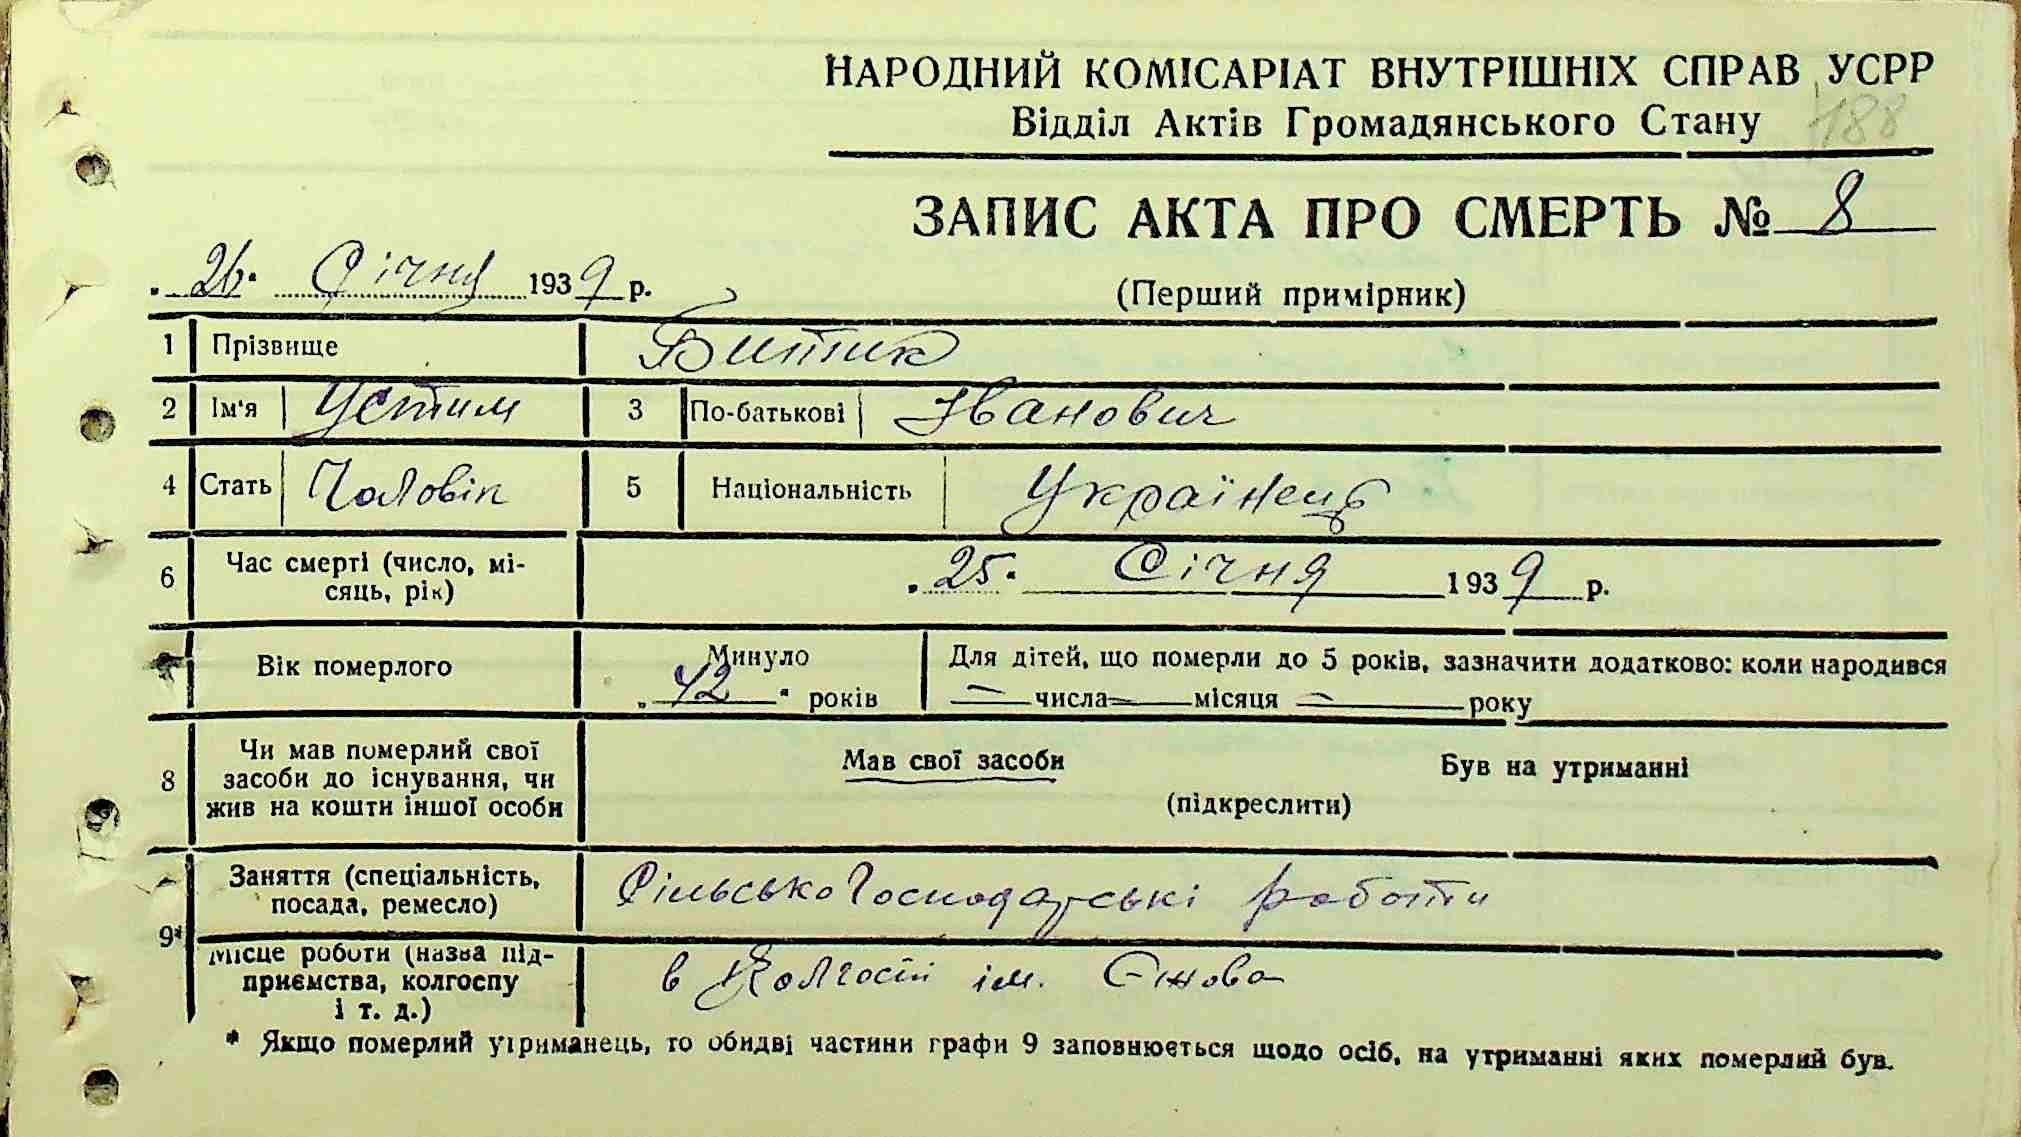 НАРОДНИЙ КОМІСАРІАТ ВНУТРІШНІХ СПРАВ УСРР
Відділ Актів Громадянського Стану
188
ЗАПИС АКТА ПРО СМЕРТЬ № 8
„26“ Січня 1939 р.
(Перший примірник)
1 Прізвище Битик
2 Ім'я Устим 3 По-батькові Іванович
4 Стать Чоловік 5 Національність Українець
6 Час смерті (число, мі-
сяць, рік)
„25“ Січня 1939 р.
7 Вік померлого
Минуло
„42“ років
Для дітей, що померли до 5 років, зазначити додатково: коли народився
— числа — місяця — року
8 Чи мав померлий свої
засоби до існування, чи
жив на кошти іншої особи
Мав свої засоби Був на утриманні
(підкреслити)
9* Заняття (спеціальність,
посада, ремесло)
Сільськогосподарські роботи
Місце роботи (назва під-
приємства, колгоспу
і т. д.)
в Колгоспі ім.
* Якщо померлий утриманець, то обидві частини графи 9 заповнюється щодо осіб, на утриманні яких померлий був.